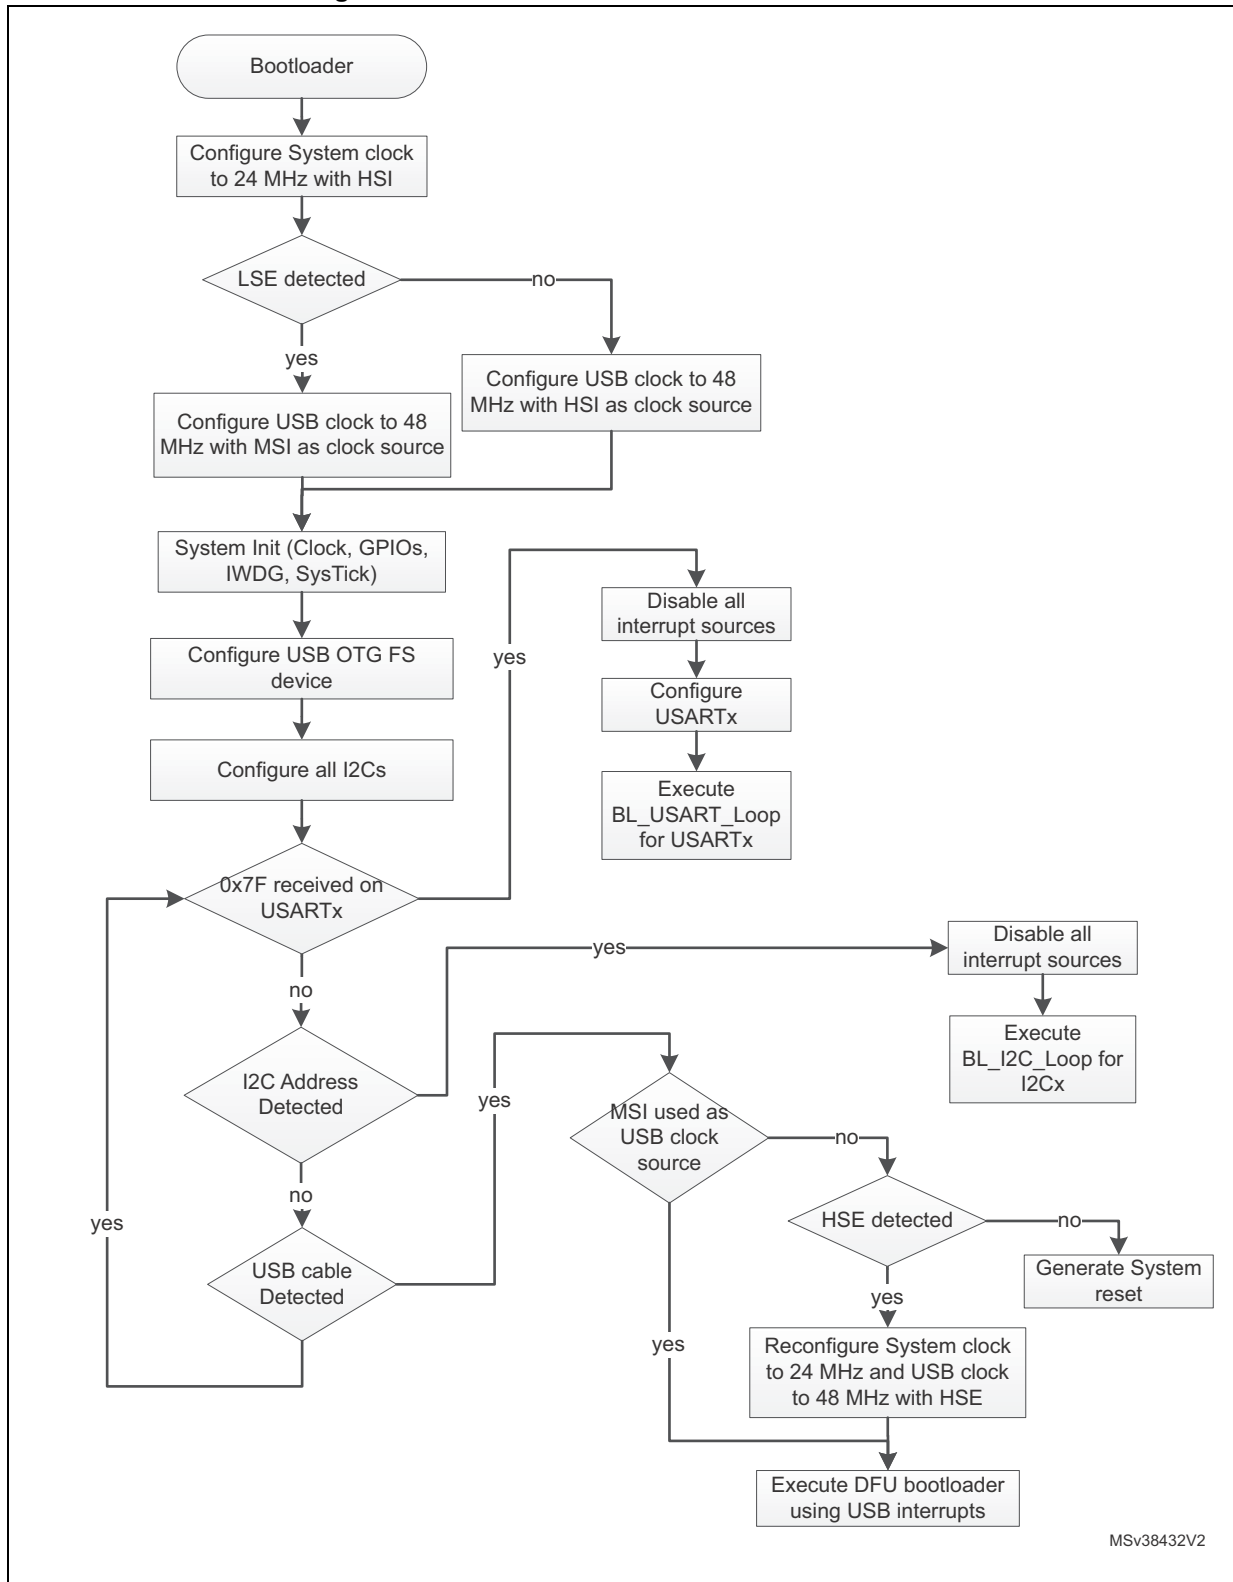 Bootloader
Configure System clock
to 24 MHz with HSI
LSE detected
no
yes
Configure USB clock to 48
MHz with HSI as clock source
Configure USB clock to 48
MHz with MSI as clock source
System Init (Clock, GPIOs,
IWDG, SysTick)
Disable all
interrupt sources
Configure USB OTG FS
device
yes
Configure
USARTx
Configure all I2Cs
Execute
BL_USART_Loop
for USARTx
0x7F received on
USARTx
yes
Disable all
interrupt sources
no
Execute
BL_I2C_Loop for
I2Cx
I2C Address
Detected
yes
MSI used as
USB clock
source
no
no
yes
HSE detected
no
USB cable
Detected
Generate System
reset
yes
yes
Reconfigure System clock
to 24 MHz and USB clock
to 48 MHz with HSE
Execute DFU bootloader
using USB interrupts
MSv38432V2